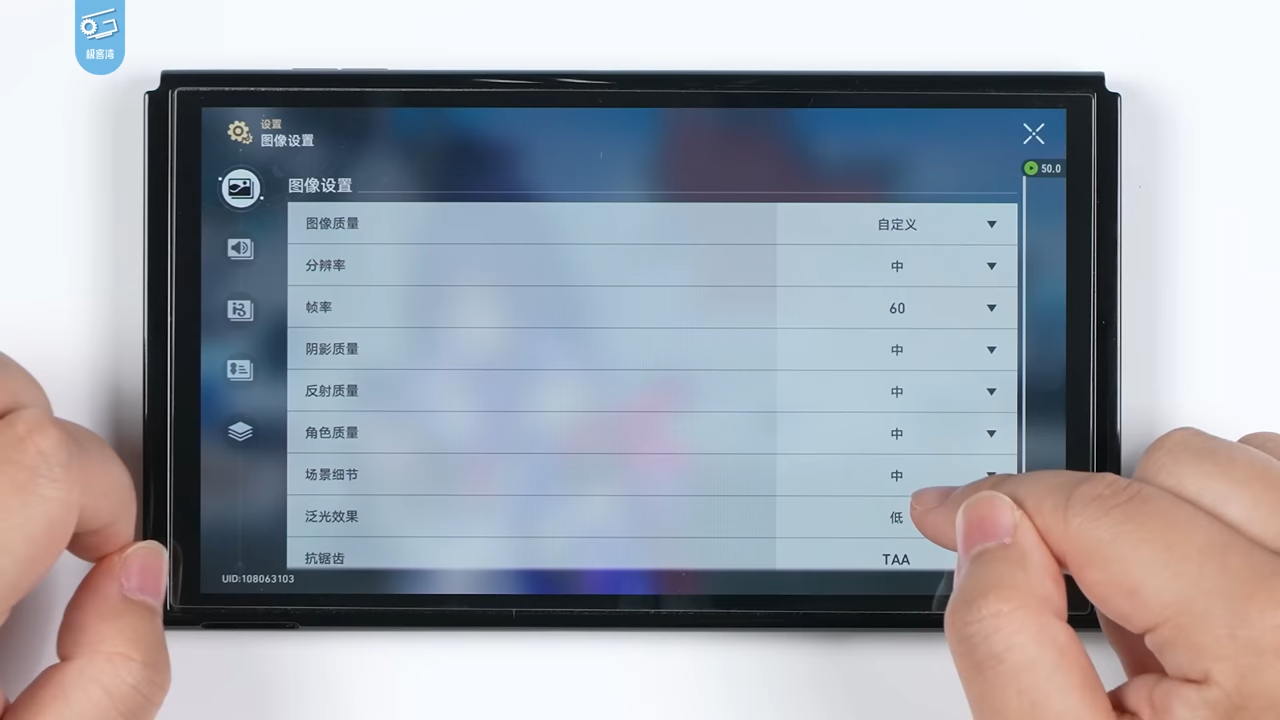 极客湾
设置
图像设置
50.0
图像设置
图像质量 自定义
分辨率 中
帧率 60
阴影质量 中
反射质量 中
角色质量 中
场景细节 中
泛光效果 低
抗锯齿 TAA
UID:108063103